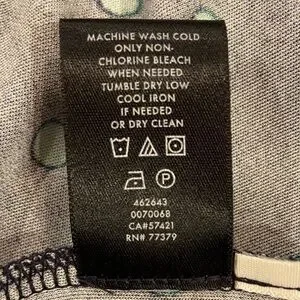 MACHINE WASH COLD
ONLY NON-
CHLORINE BLEACH
WHEN NEEDED
TUMBLE DRY LOW
COOL IRON
IF NEEDED
OR DRY CLEAN
P
462643
0070068
CA#57421
RN# 77379